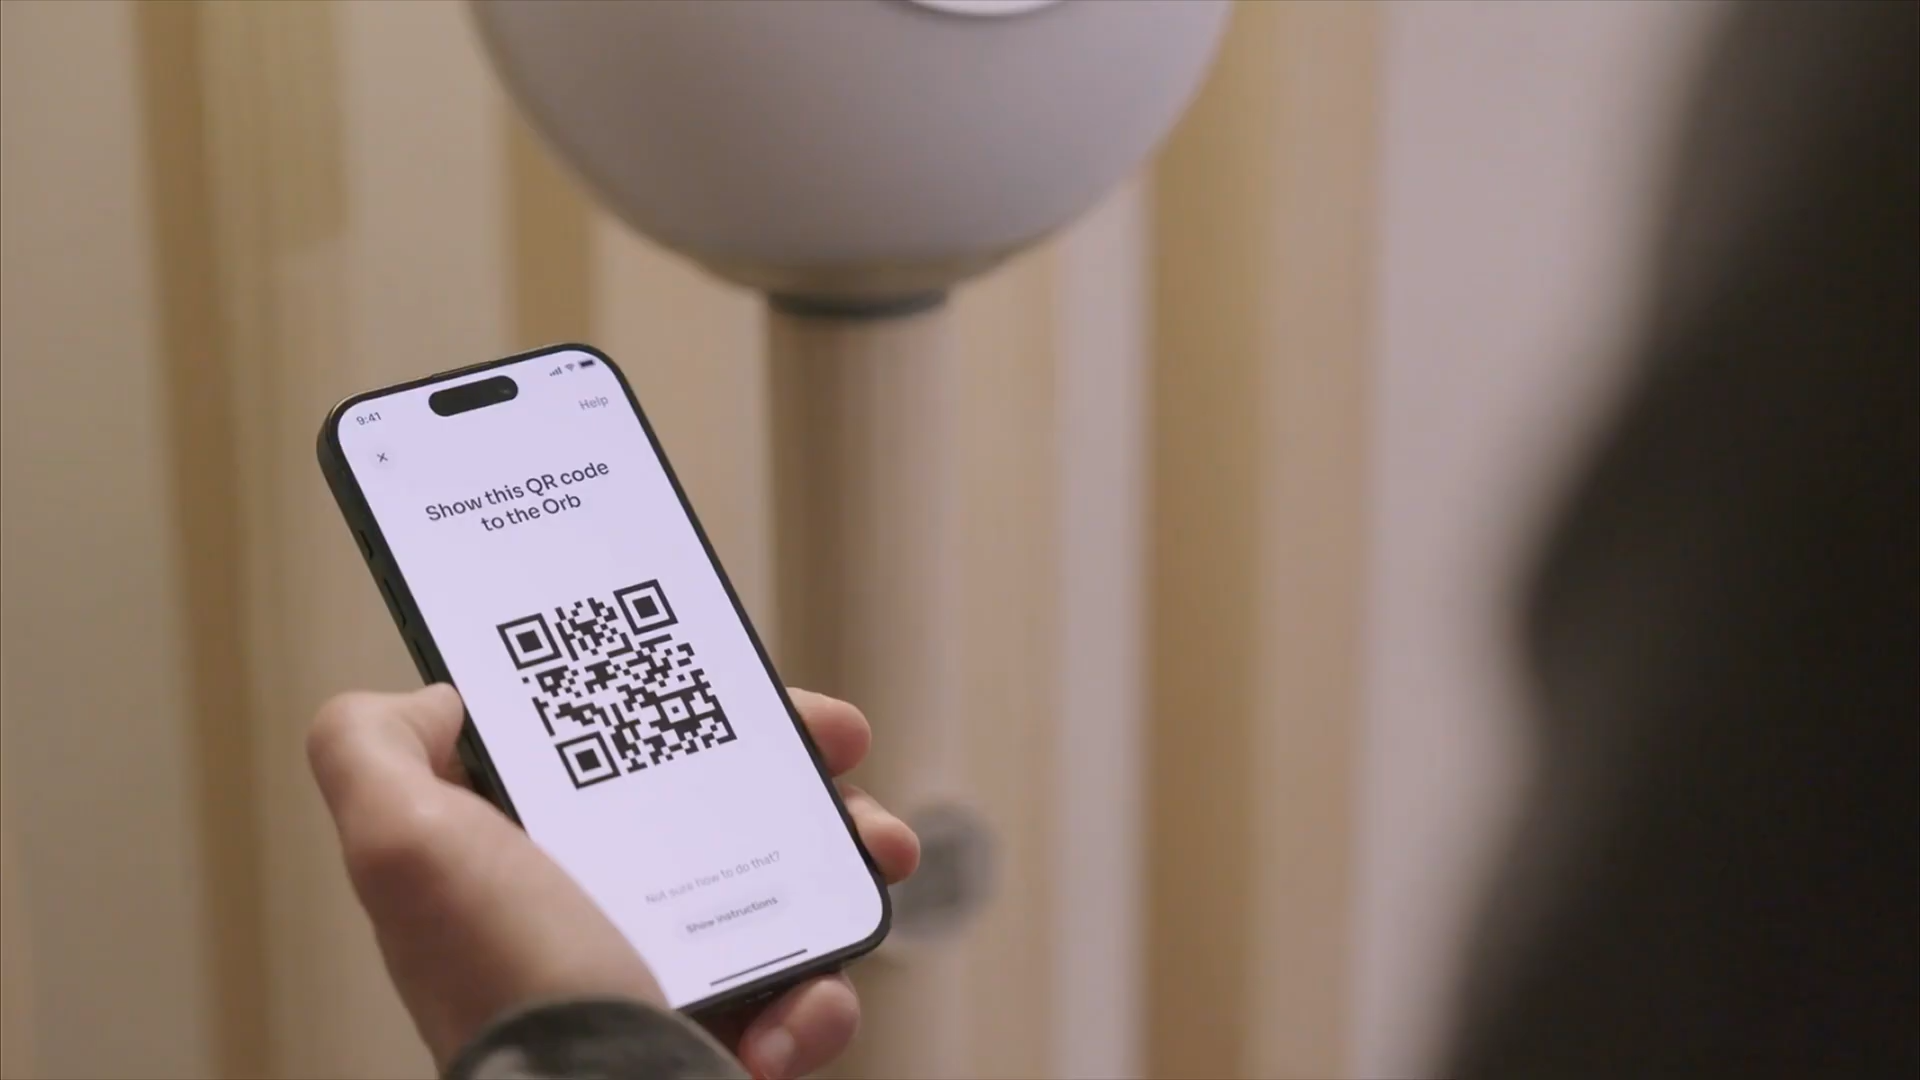 9:41
Help
Show this QR code
to the Orb
Not sure how to do that?
Show instructions